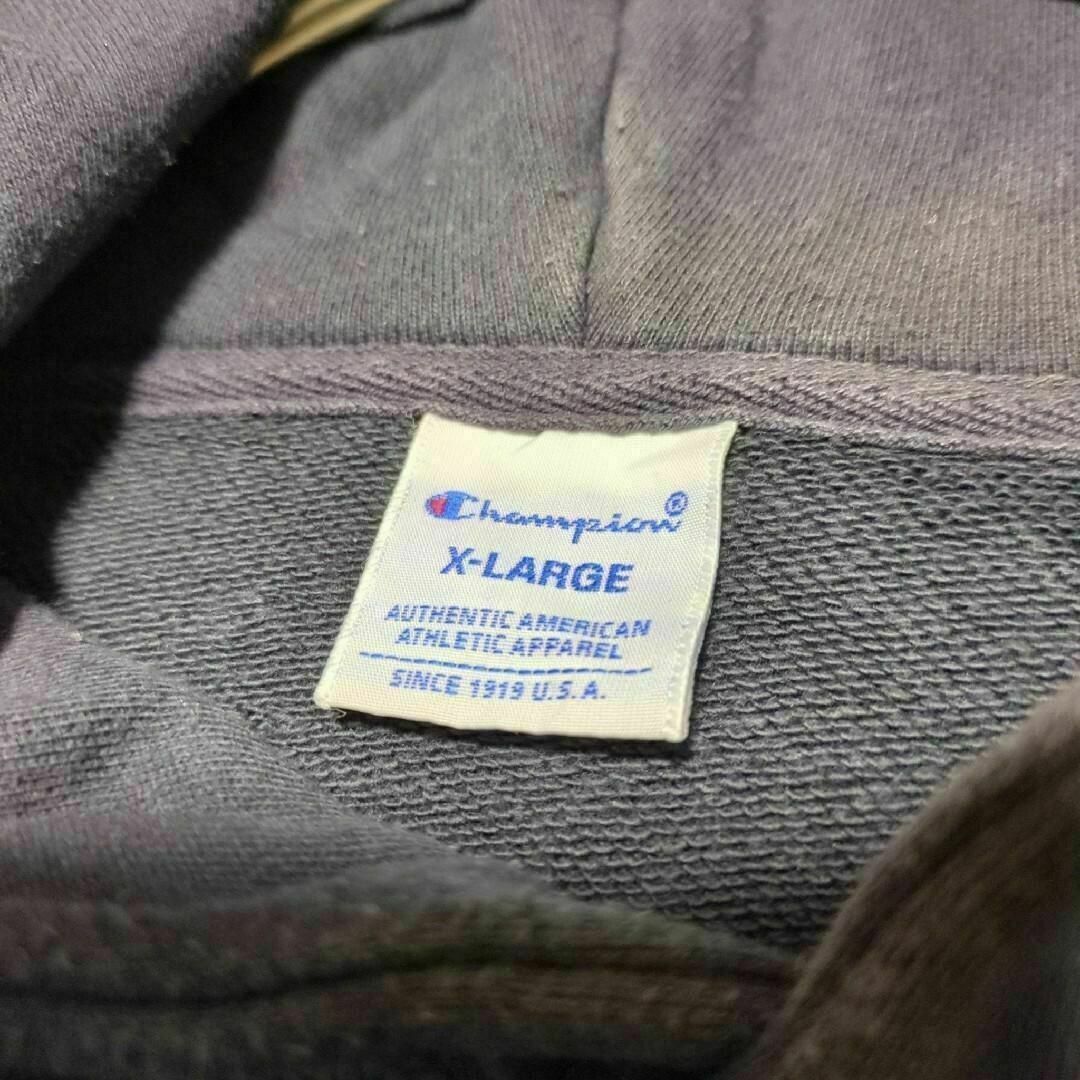 Champion®
X-LARGE
AUTHENTIC AMERICAN
ATHLETIC APPAREL
SINCE 1919 U.S.A.